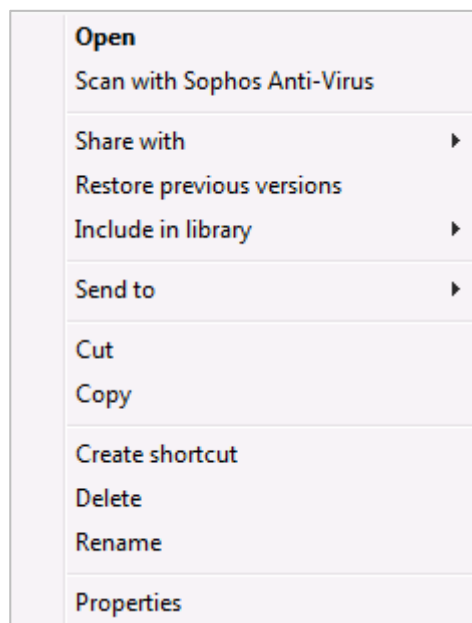 Open
Scan with Sophos Anti-Virus
Share with
Restore previous versions
Include in library
Send to
Cut
Copy
Create shortcut
Delete
Rename
Properties